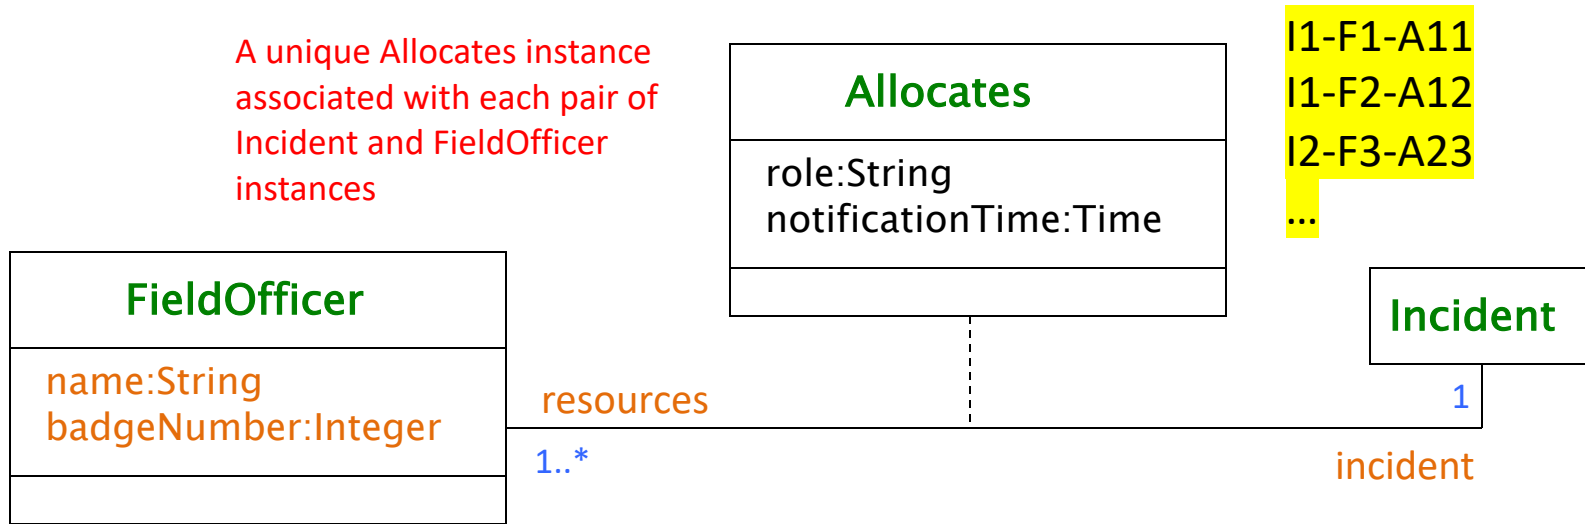 A unique Allocates instance
associated with each pair of
Incident and FieldOfficer
instances
Allocates
role:String
notificationTime:Time
I1-F1-A11
I1-F2-A12
I2-F3-A23
...
FieldOfficer
name:String
badgeNumber:Integer
Incident
resources
1
1..*
incident